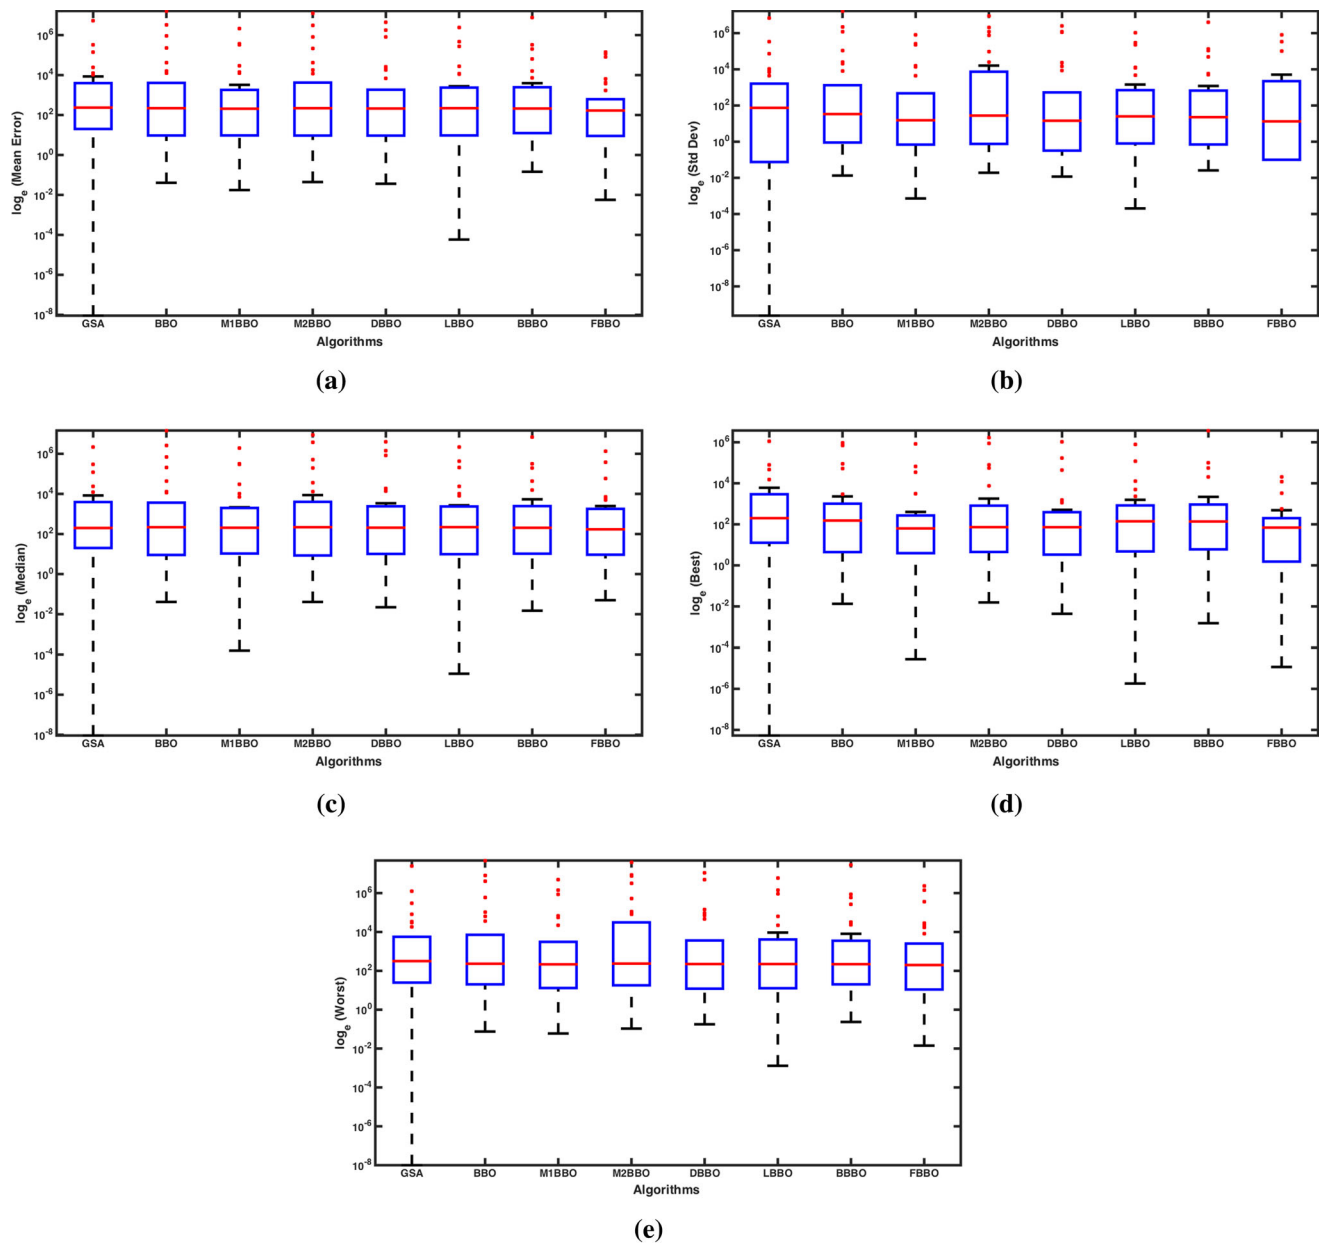 10^6
10^4
10^2
10^0
10^-2
10^-4
10^-6
10^-8
log_e (Mean Error)
GSA BBO M1BBO M2BBO DBBO LBBO BBBO FBBO
Algorithms
(a)
10^6
10^4
10^2
10^0
10^-2
10^-4
10^-6
10^-8
log_e (Std Dev)
GSA BBO M1BBO M2BBO DBBO LBBO BBBO FBBO
Algorithms
(b)
10^6
10^4
10^2
10^0
10^-2
10^-4
10^-6
10^-8
log_e (Median)
GSA BBO M1BBO M2BBO DBBO LBBO BBBO FBBO
Algorithms
(c)
10^6
10^4
10^2
10^0
10^-2
10^-4
10^-6
10^-8
log_e (Best)
GSA BBO M1BBO M2BBO DBBO LBBO BBBO FBBO
Algorithms
(d)
10^6
10^4
10^2
10^0
10^-2
10^-4
10^-6
10^-8
log_e (Worst)
GSA BBO M1BBO M2BBO DBBO LBBO BBBO FBBO
Algorithms
(e)